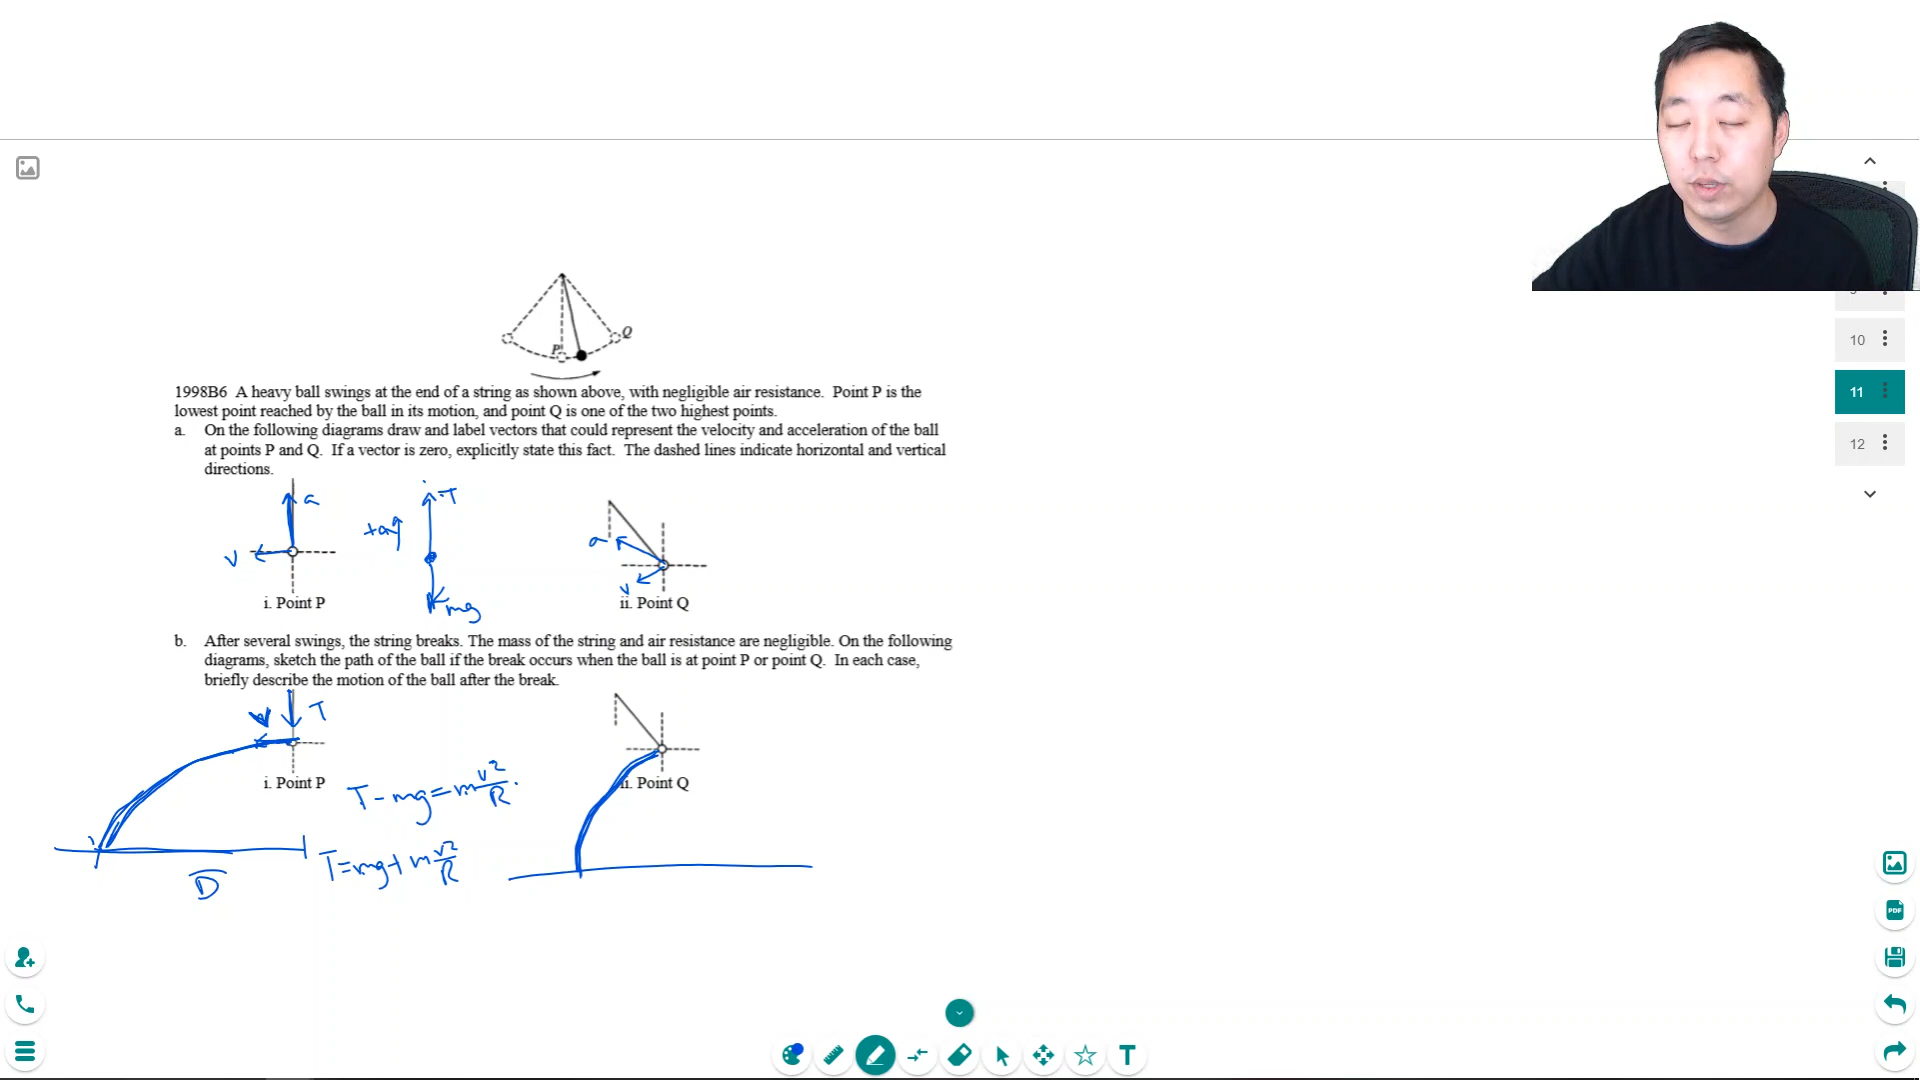 Q
P
1998B6 A heavy ball swings at the end of a string as shown above, with negligible air resistance. Point P is the
lowest point reached by the ball in its motion, and point Q is one of the two highest points.
a. On the following diagrams draw and label vectors that could represent the velocity and acceleration of the ball
at points P and Q. If a vector is zero, explicitly state this fact. The dashed lines indicate horizontal and vertical
directions.
a
T
+a
a
v
mg
v
i. Point P
ii. Point Q
b. After several swings, the string breaks. The mass of the string and air resistance are negligible. On the following
diagrams, sketch the path of the ball if the break occurs when the ball is at point P or point Q. In each case,
briefly describe the motion of the ball after the break.
v
T
i. Point P
ii. Point Q
T-mg=m v²/R
T=mg+m v²/R
D
10
11
12
PDF
T